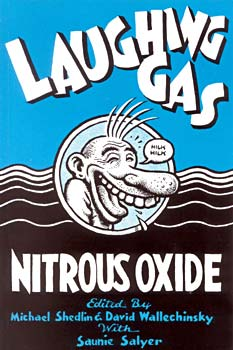 LAUGHING
GAS
HILK
HILK
NITROUS OXIDE
Edited By
Michael Shedlin & David Wallechinsky
With
Saunie Salyer